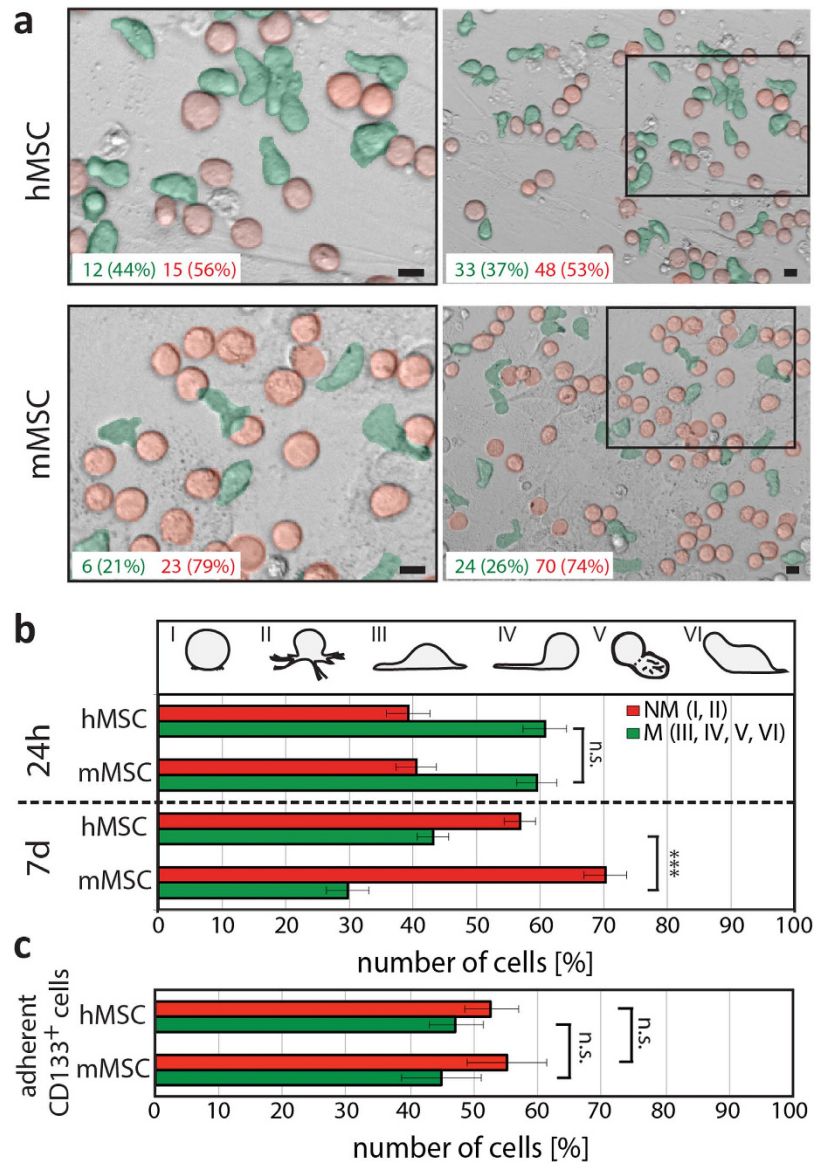 a
hMSC
12 (44%) 15 (56%)
33 (37%) 48 (53%)
mMSC
6 (21%) 23 (79%)
24 (26%) 70 (74%)
b
I II III IV V VI
24h
hMSC
mMSC
NM (I, II)
M (III, IV, V, VI)
n.s.
7d
hMSC
mMSC
***
0 10 20 30 40 50 60 70 80 90 100
number of cells [%]
c
adherent
CD133+ cells
hMSC
mMSC
n.s.
n.s.
0 10 20 30 40 50 60 70 80 90 100
number of cells [%]